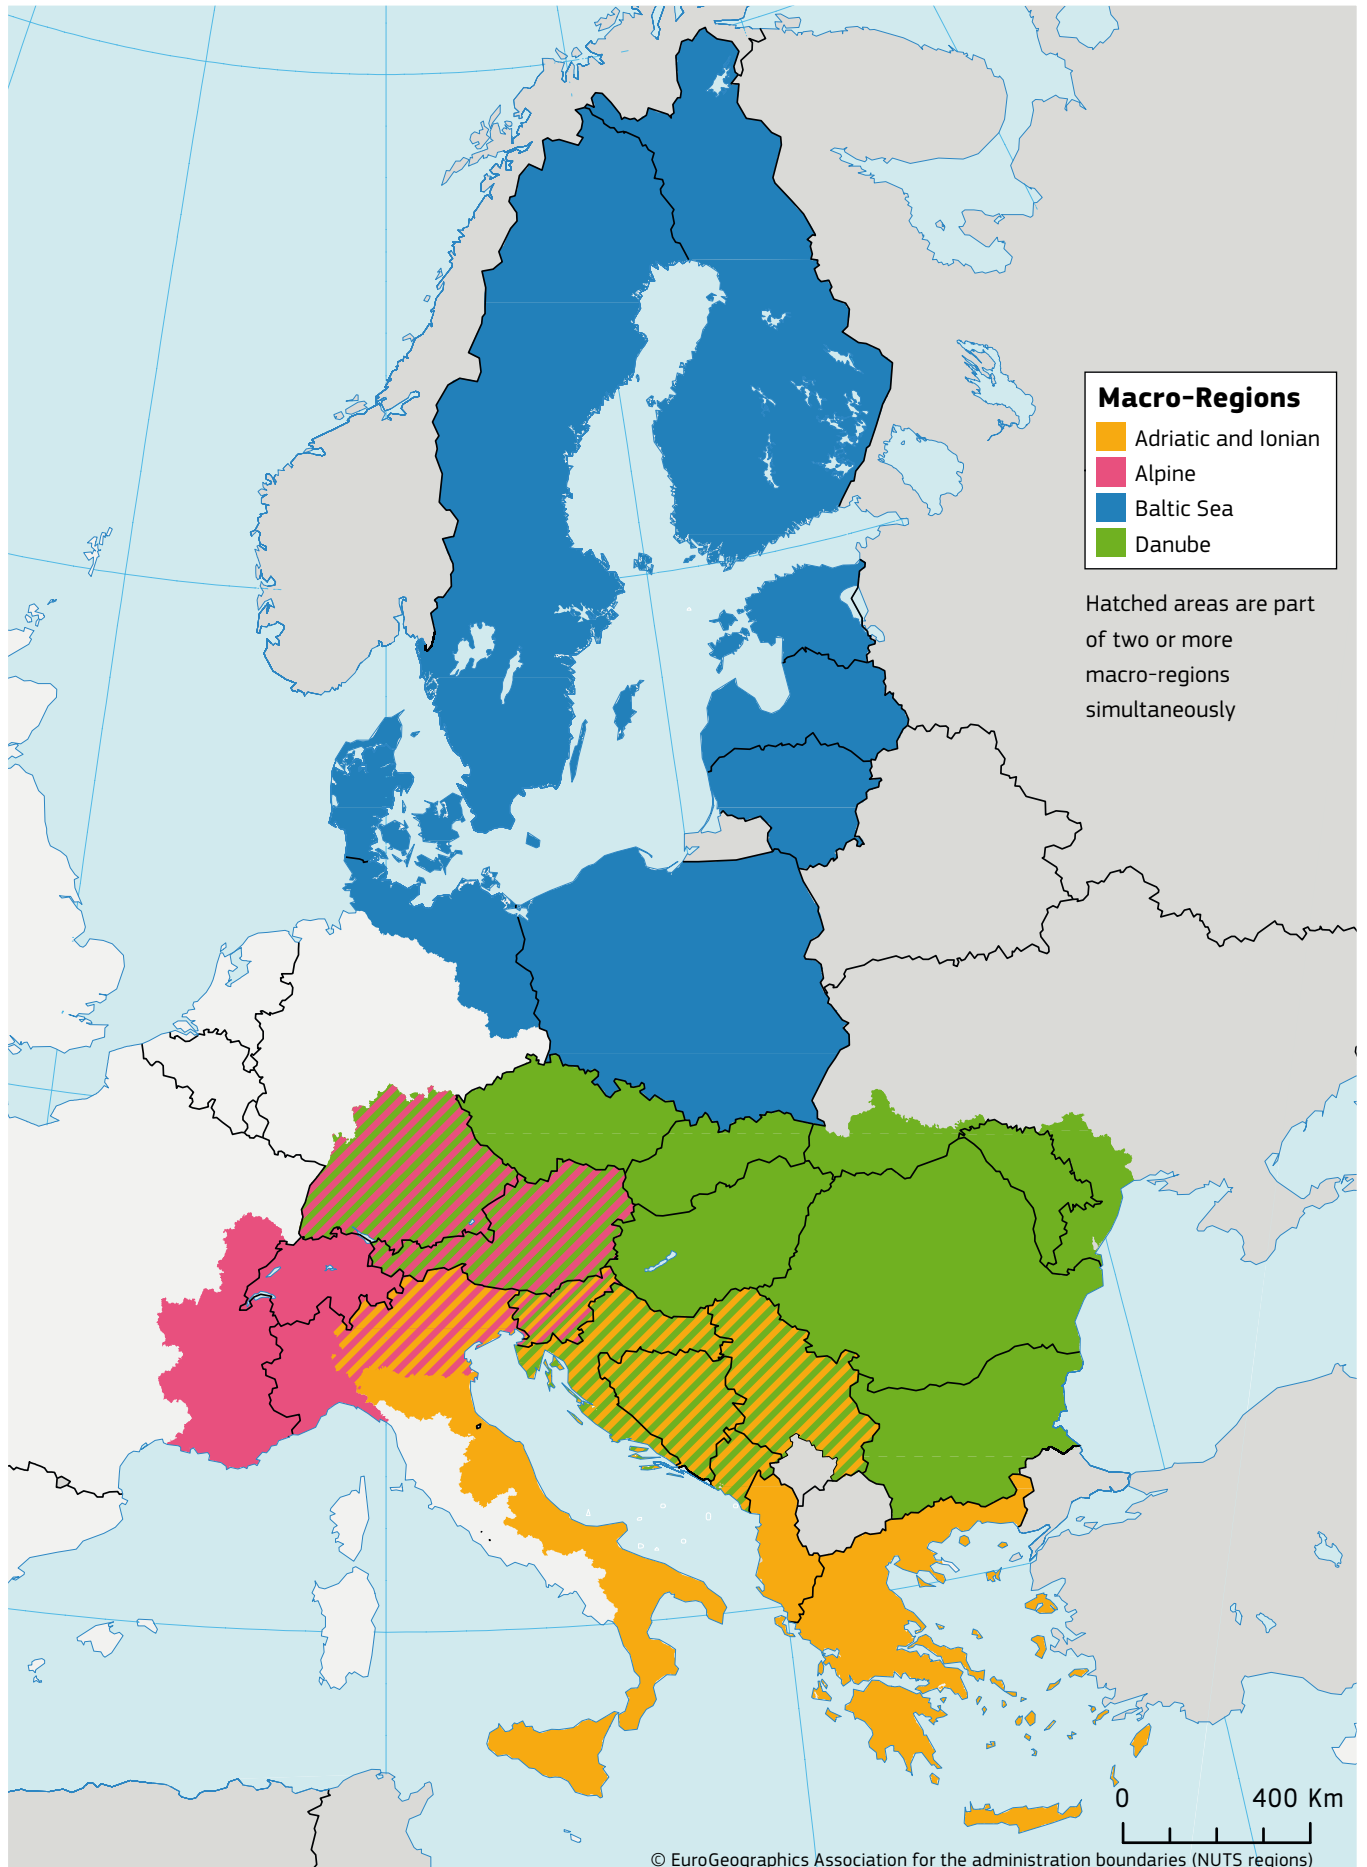 Macro-Regions
Adriatic and Ionian
Alpine
Baltic Sea
Danube
Hatched areas are part
of two or more
macro-regions
simultaneously
0 400 Km
© EuroGeographics Association for the administration boundaries (NUTS regions)